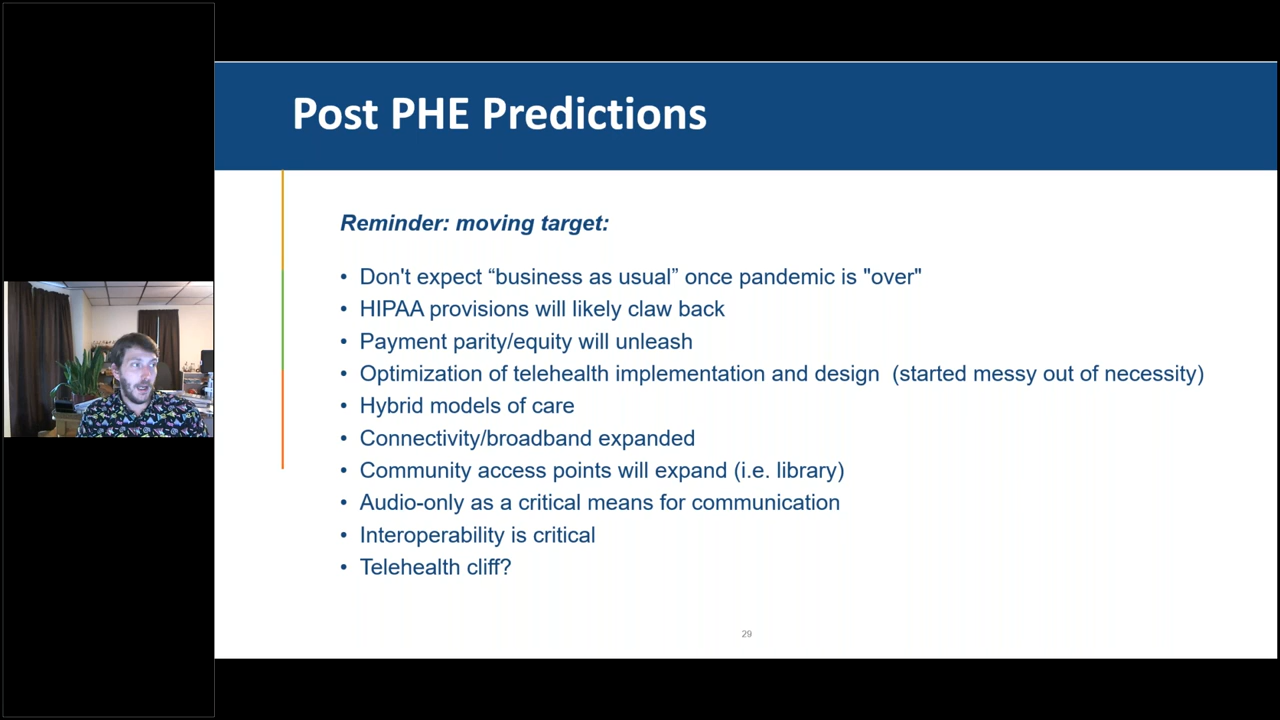 Post PHE Predictions
Reminder: moving target:
• Don't expect “business as usual” once pandemic is "over"
• HIPAA provisions will likely claw back
• Payment parity/equity will unleash
• Optimization of telehealth implementation and design  (started messy out of necessity)
• Hybrid models of care
• Connectivity/broadband expanded
• Community access points will expand (i.e. library)
• Audio-only as a critical means for communication
• Interoperability is critical
• Telehealth cliff?
29